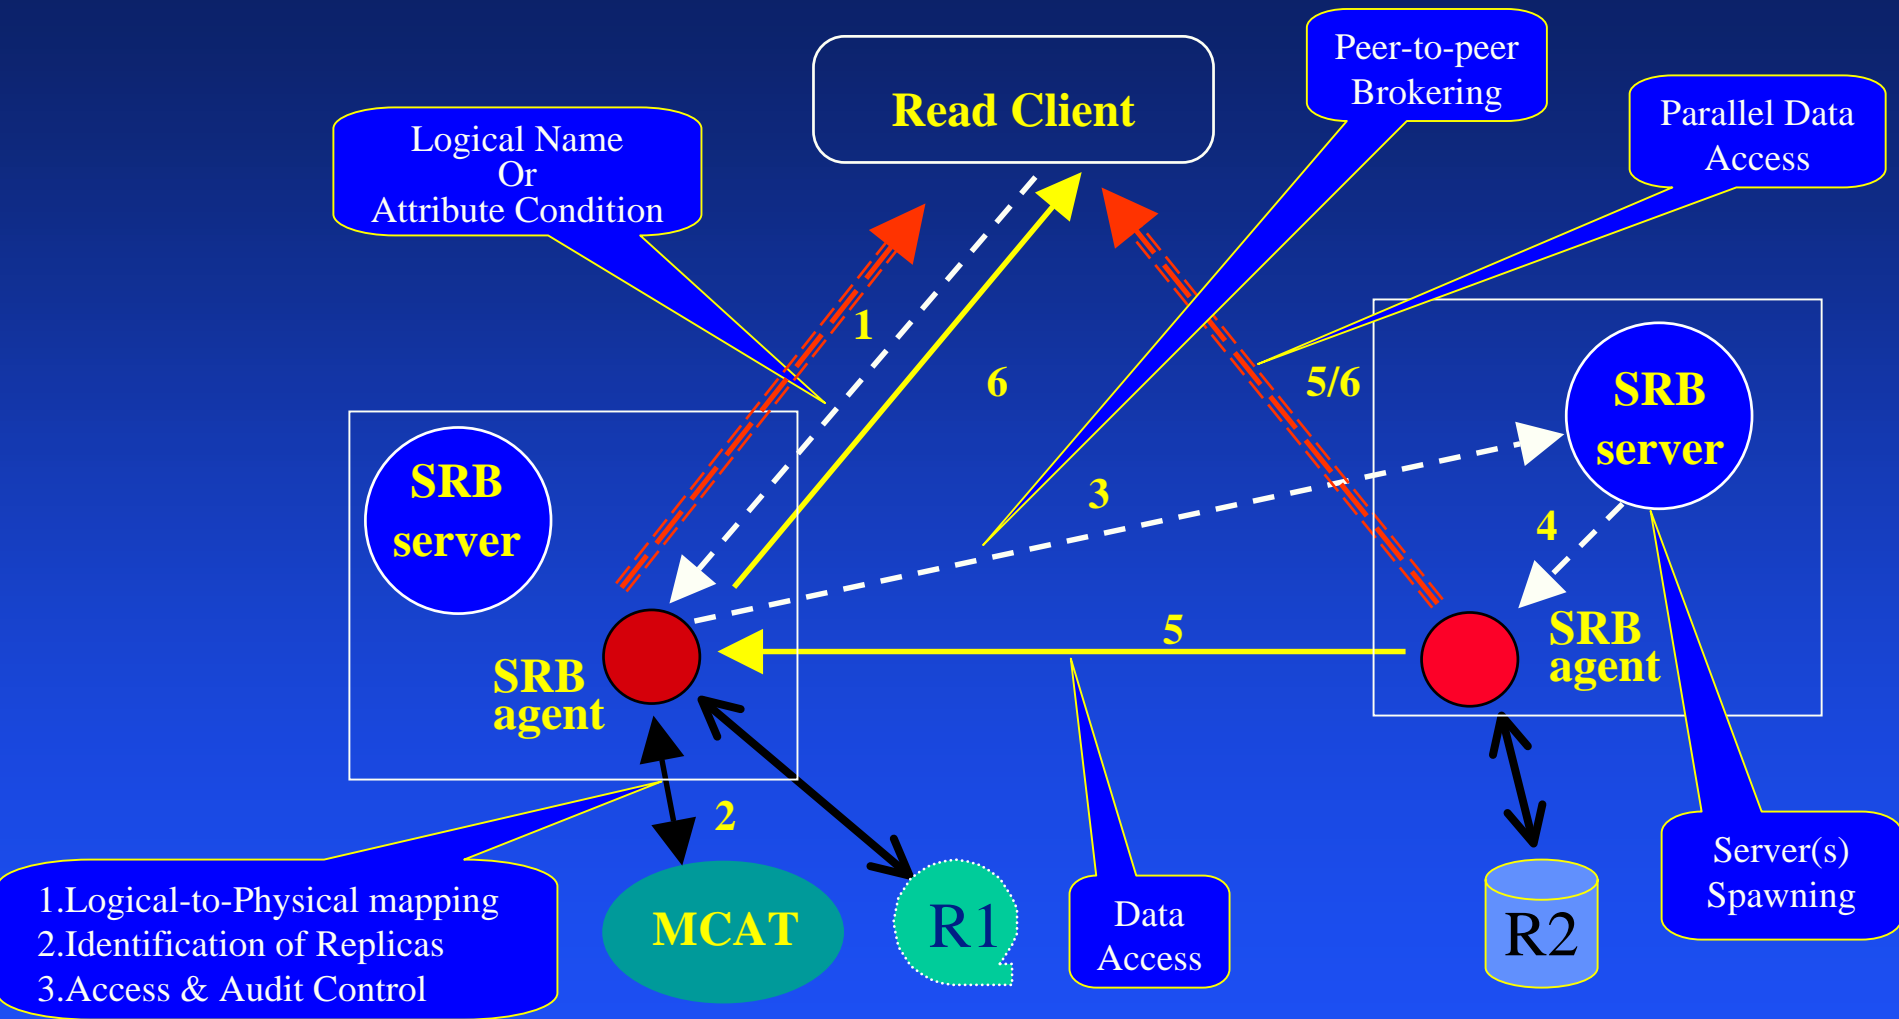 Read Client
Peer-to-peer
Brokering
Parallel Data
Access
Logical Name
Or
Attribute Condition
1
6
5/6
3
4
SRB
server
SRB
server
5
SRB
agent
SRB
agent
2
1.Logical-to-Physical mapping
2.Identification of Replicas
3.Access & Audit Control
MCAT
R1
Data
Access
R2
Server(s)
Spawning